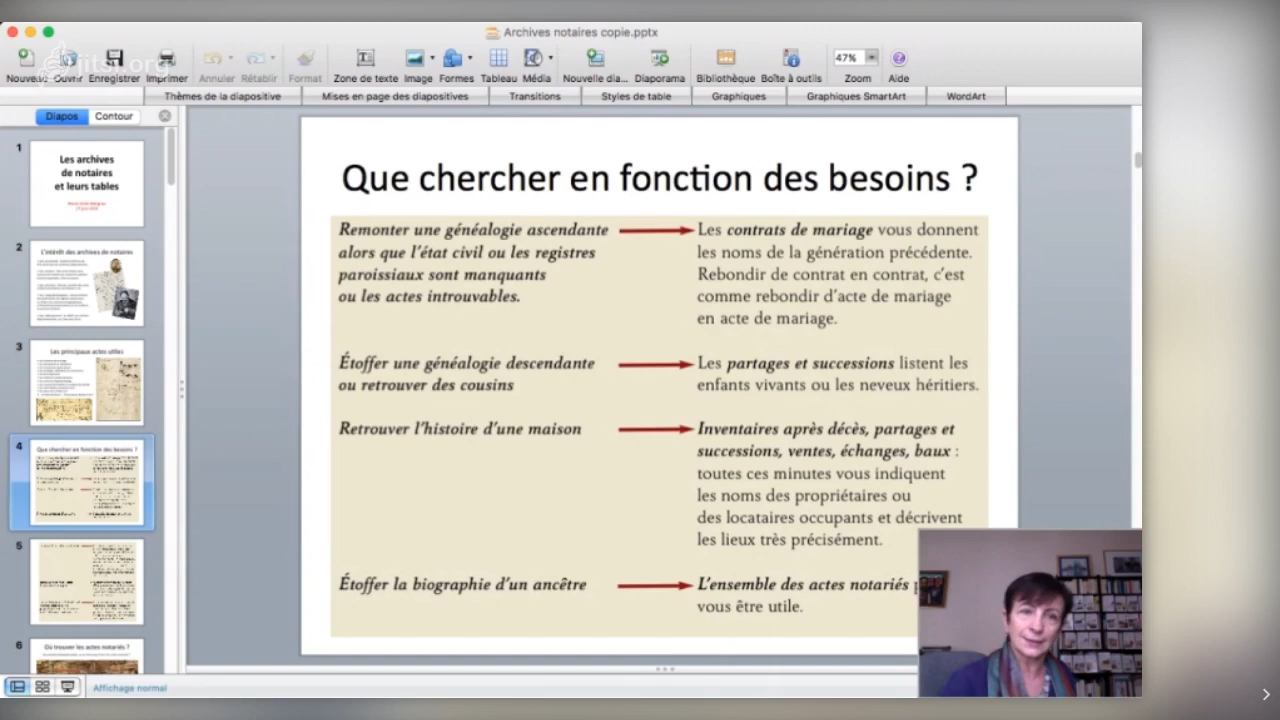 Archives notaires copie.pptx
jitsi.org
Nouveau Ouvrir Enregistrer Imprimer Annuler Rétablir Format Zone de texte Image Formes Tableau Média Nouvelle dia... Diaporama Bibliothèque Boîte à outils 47% Zoom Aide
Thèmes de la diapositive Mises en page des diapositives Transitions Styles de table Graphiques Graphiques SmartArt WordArt
Diapos Contour
1
Les archives
de notaires
et leurs tables
2
L'intérêt des archives de notaires
3
Les principaux actes utiles
4
Que chercher en fonction des besoins ?
5
6
Où trouver les actes notariés ?
Que chercher en fonction des besoins ?
Remonter une généalogie ascendante
alors que l'état civil ou les registres
paroissiaux sont manquants
ou les actes introuvables.
Les contrats de mariage vous donnent
les noms de la génération précédente.
Rebondir de contrat en contrat, c'est
comme rebondir d'acte de mariage
en acte de mariage.
Étoffer une généalogie descendante
ou retrouver des cousins
Les partages et successions listent les
enfants vivants ou les neveux héritiers.
Retrouver l'histoire d'une maison
Inventaires après décès, partages et
successions, ventes, échanges, baux :
toutes ces minutes vous indiquent
les noms des propriétaires ou
des locataires occupants et décrivent
les lieux très précisément.
Étoffer la biographie d'un ancêtre
L'ensemble des actes notariés
vous être utile.
Affichage normal